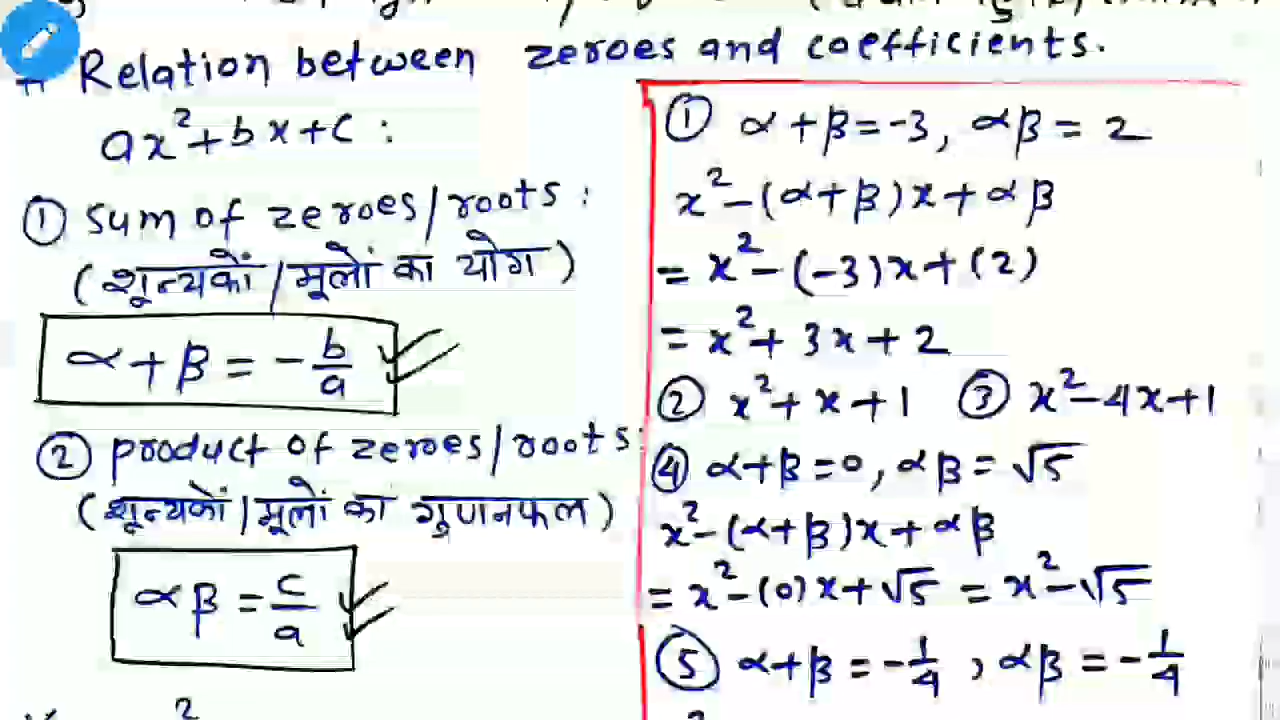 Relation between zeroes and coefficients.
ax²+bx+c :
① sum of zeroes/roots :
(शून्यकों/मूलों का योग)
α+β = -b/a
② product of zeroes/roots:
(शून्यकों/मूलों का गुणनफल)
αβ = c/a
① α+β=-3, αβ = 2
x²-(α+β)x+αβ
= x²-(-3)x+(2)
= x²+3x+2
② x²+x+1 ③ x²-4x+1
④ α+β=0, αβ=√5
x²-(α+β)x+αβ
= x²-(0)x+√5 = x²-√5
⑤ α+β = -1/4, αβ = -1/4